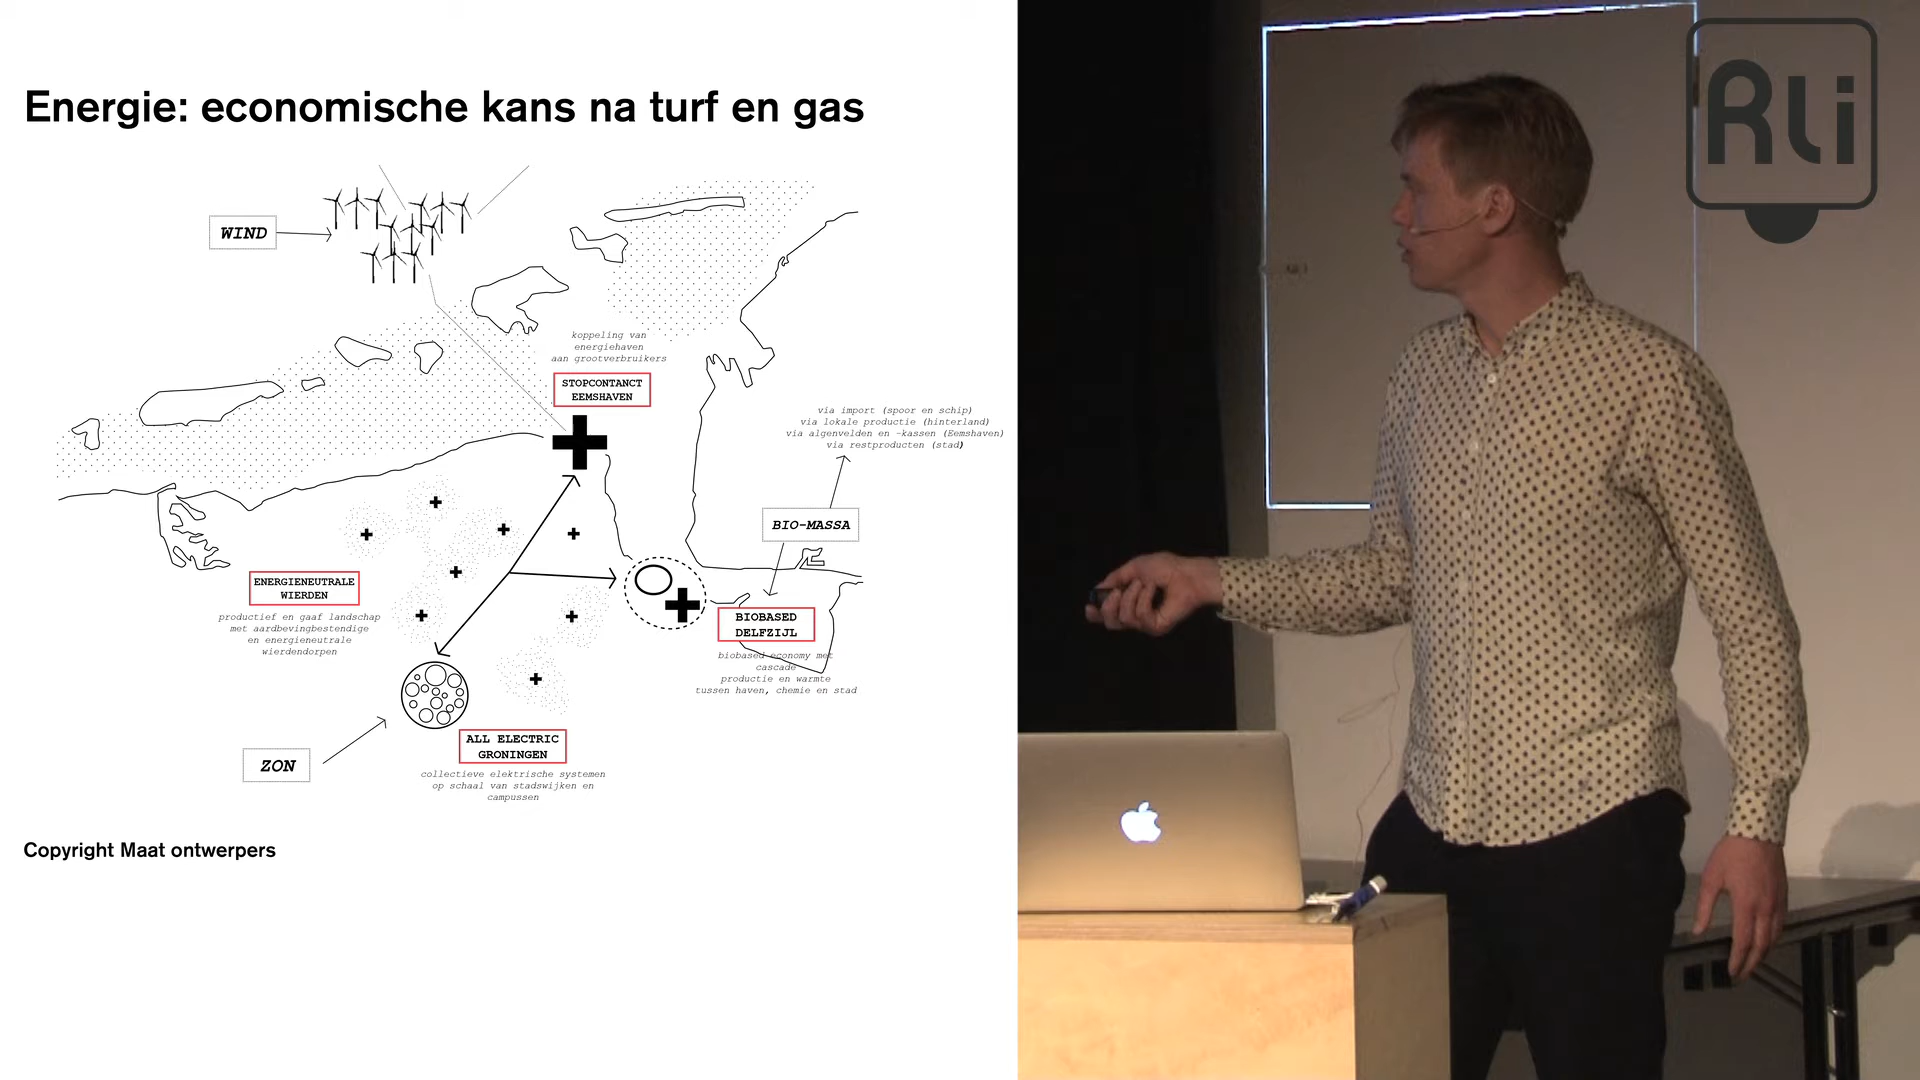 Energie: economische kans na turf en gas
WIND
koppeling van
energiehaven
aan grootverbruikers
STOPCONTANCT
EEMSHAVEN
via import (spoor en schip)
via lokale productie (hinterland)
via algenvelden en -kassen (Eemshaven)
via restproducten (stad)
BIO-MASSA
ENERGIENEUTRALE
WIERDEN
productief en gaaf landschap
met aardbevingbestendige
en energieneutrale
wierdendorpen
BIOBASED
DELFZIJL
biobased economy met
cascade
productie en warmte
tussen haven, chemie en stad
ALL ELECTRIC
GRONINGEN
collectieve elektrische systemen
op schaal van stadswijken en
campussen
ZON
Copyright Maat ontwerpers
Rli